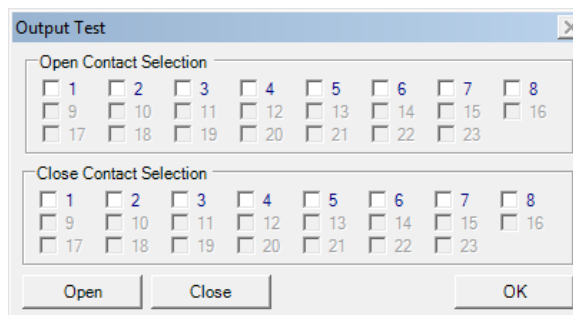 Output Test
Open Contact Selection
1 2 3 4 5 6 7 8
9 10 11 12 13 14 15 16
17 18 19 20 21 22 23
Close Contact Selection
1 2 3 4 5 6 7 8
9 10 11 12 13 14 15 16
17 18 19 20 21 22 23
Open Close OK